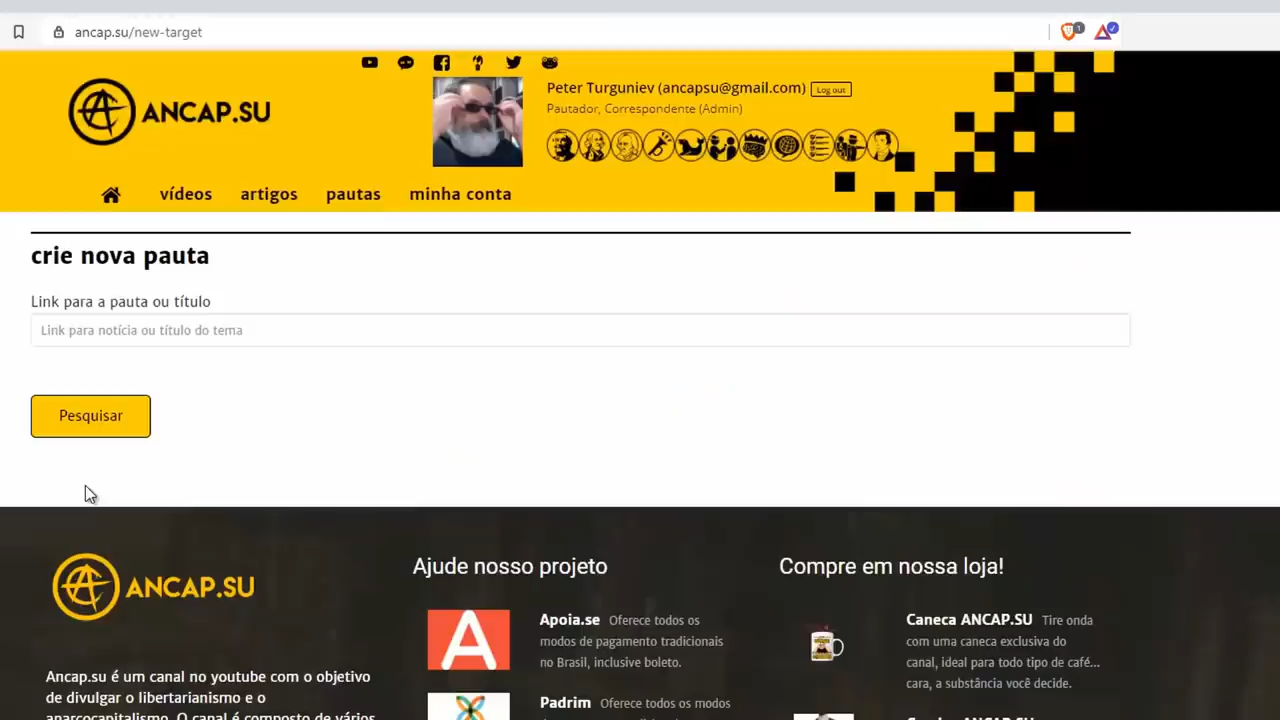 ancap.su/new-target
ANCAP.SU
Peter Turguniev (ancapsu@gmail.com) Log out
Pautador, Correspondente (Admin)
vídeos artigos pautas minha conta
crie nova pauta
Link para a pauta ou título
Link para notícia ou título do tema
Pesquisar
ANCAP.SU
Ancap.su é um canal no youtube com o objetivo
de divulgar o libertarianismo e o
anarcocapitalismo. O canal é composto de vários
Ajude nosso projeto
Apoia.se Oferece todos os
modos de pagamento tradicionais
no Brasil, inclusive boleto.
Padrim Oferece todos os modos
Compre em nossa loja!
Caneca ANCAP.SU Tire onda
com uma caneca exclusiva do
canal, ideal para todo tipo de café...
cara, a substância você decide.